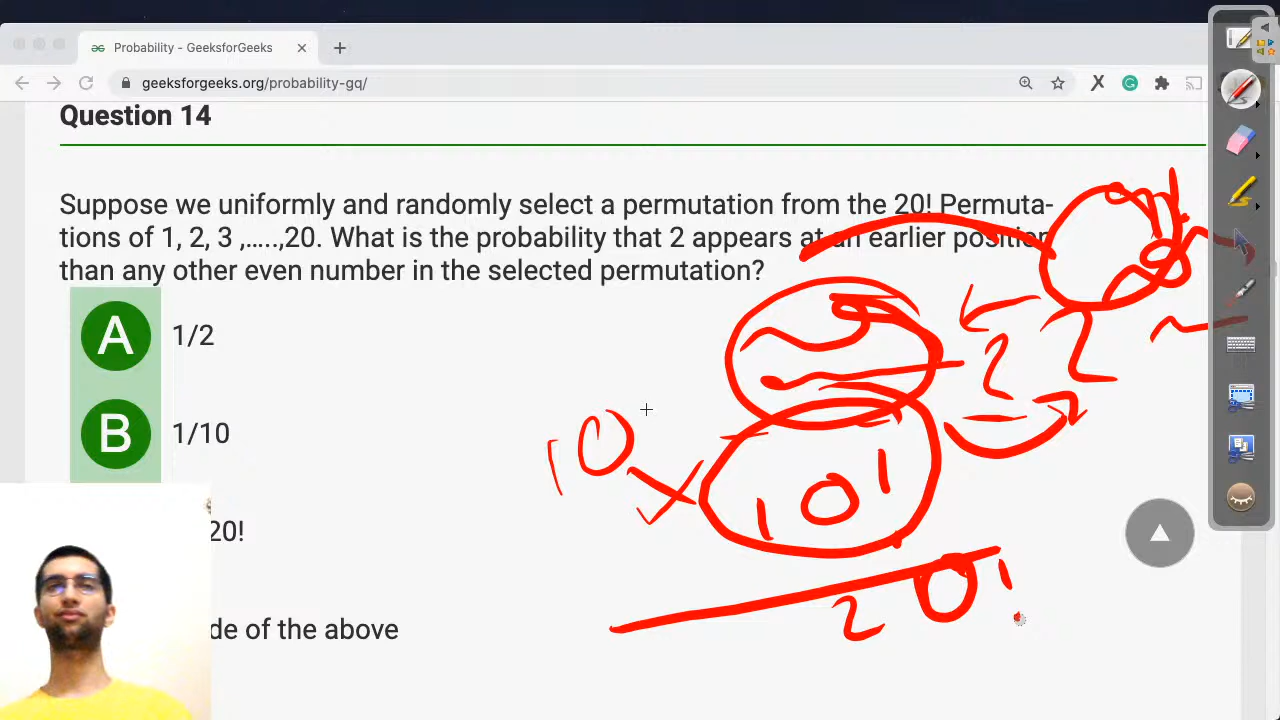 Probability - GeeksforGeeks
geeksforgeeks.org/probability-gq/
Question 14
Suppose we uniformly and randomly select a permutation from the 20! Permuta-
tions of 1, 2, 3 ,.....,20. What is the probability that 2 appears at an earlier position
than any other even number in the selected permutation?
A 1/2
B 1/10
20!
de of the above
2
10
10!
20!